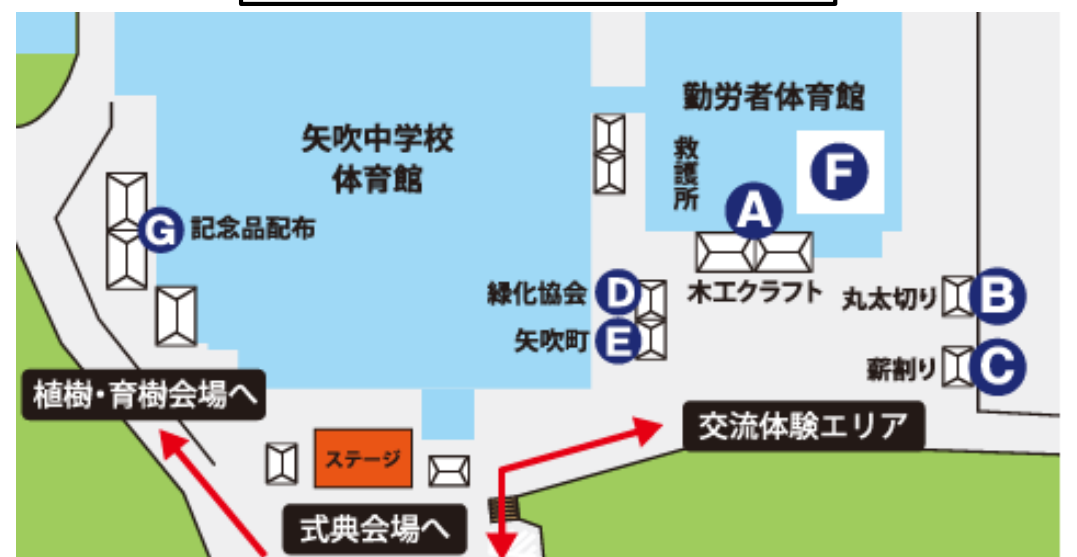 勤労者体育館
矢吹中学校
体育館
救護所
F
A
G 記念品配布
緑化協会 D
木工クラフト
丸太切り B
矢吹町 E
薪割り C
植樹・育樹会場へ
交流体験エリア
ステージ
式典会場へ